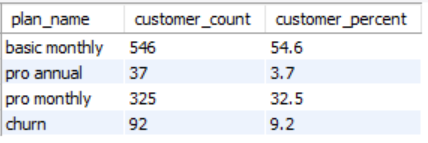 plan_name customer_count customer_percent
basic monthly 546 54.6
pro annual 37 3.7
pro monthly 325 32.5
churn 92 9.2